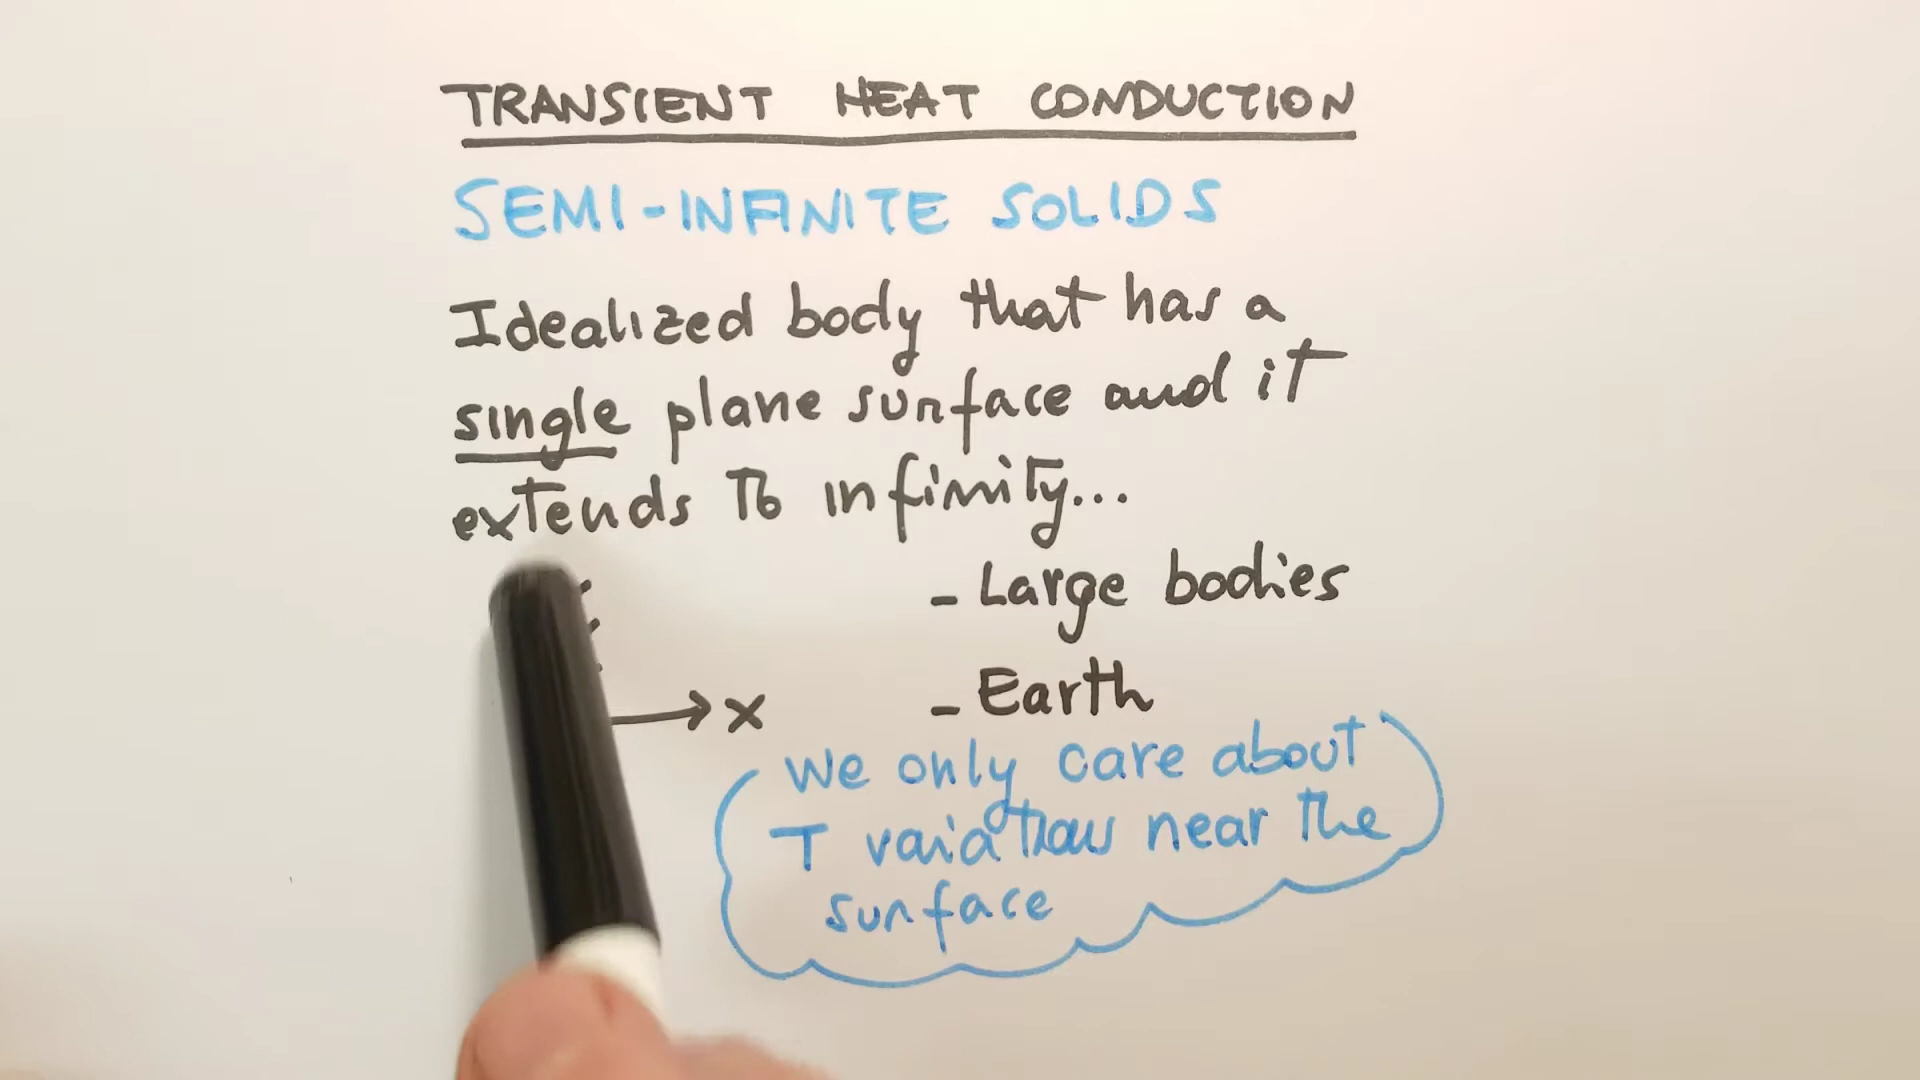 TRANSIENT HEAT CONDUCTION
SEMI-INFINITE SOLIDS
Idealized body that has a
single plane surface and it
extends to infinity...
- Large bodies
- Earth
x
We only care about
T variations near the
surface